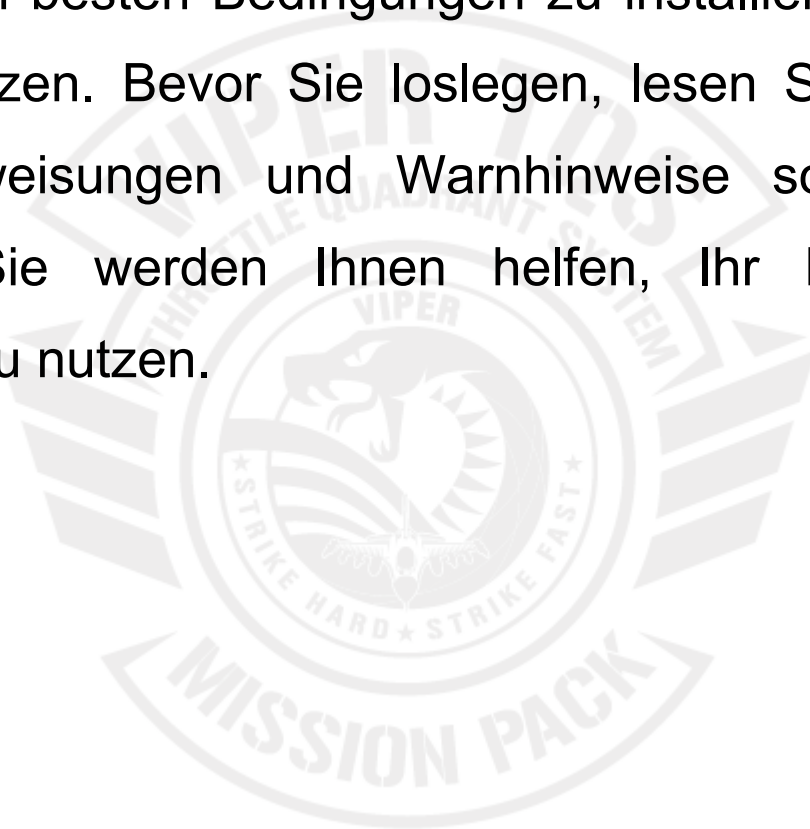 besten Bedingungen zu
zen. Bevor Sie loslegen, lesen S
weisungen und Warnhinweise so
Sie werden Ihnen helfen, Ihr
u nutzen.
VIPER TQS
THROTTLE QUADRANT SYSTEM
VIPER
★ STRIKE HARD ★ STRIKE FAST ★
MISSION PACK